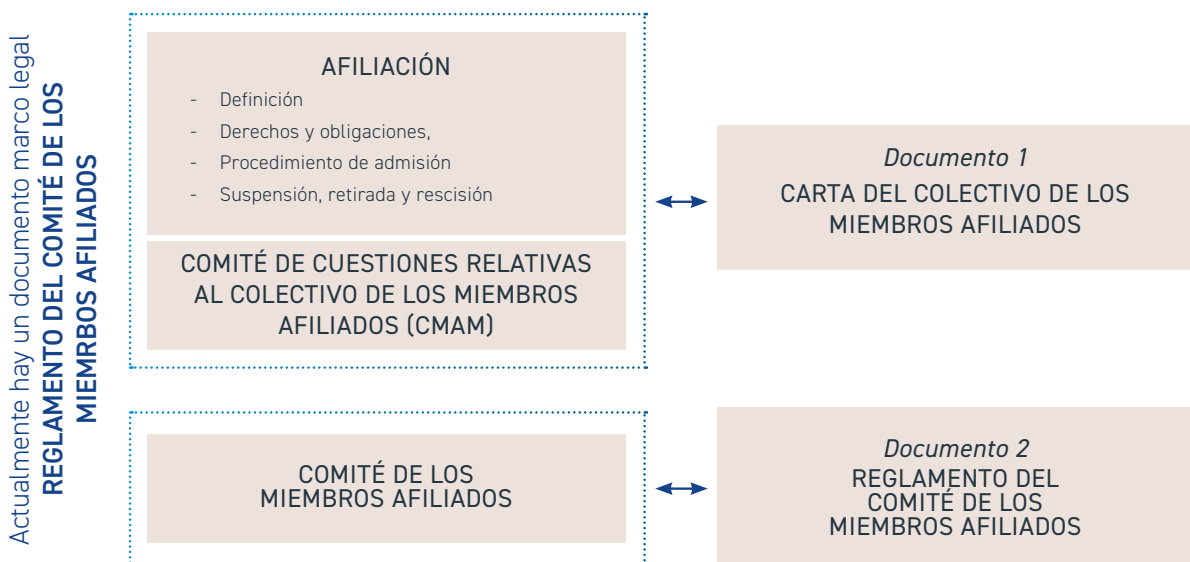 Actualmente hay un documento marco legal
REGLAMENTO DEL COMITÉ DE LOS
MIEMRBOS AFILIADOS
AFILIACIÓN
- Definición
- Derechos y obligaciones,
- Procedimiento de admisión
- Suspensión, retirada y rescisión
COMITÉ DE CUESTIONES RELATIVAS
AL COLECTIVO DE LOS MIEMBROS
AFILIADOS (CMAM)
Documento 1
CARTA DEL COLECTIVO DE LOS
MIEMBROS AFILIADOS
COMITÉ DE LOS
MIEMBROS AFILIADOS
Documento 2
REGLAMENTO DEL
COMITÉ DE LOS
MIEMBROS AFILIADOS